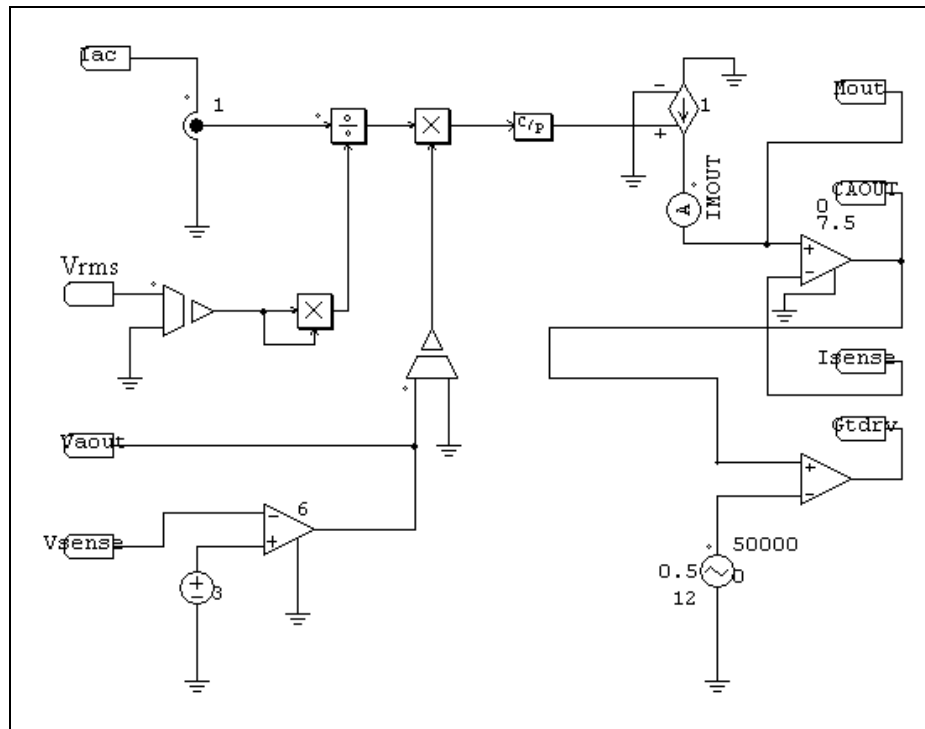 Iac
1
÷
×
C/P
-
1
+
Mout
IMOUT
A
CAOUT
0
7.5
+
-
Vrms
×
Isense
Vaout
Gtdrv
+
-
6
Vsense
-
+
+
-
3
50000
0.5
0
12